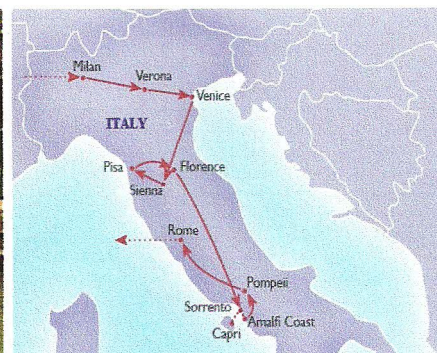 Milan
Verona
Venice
ITALY
Pisa
Florence
Sienna
Rome
Pompeii
Sorrento
Amalfi Coast
Capri